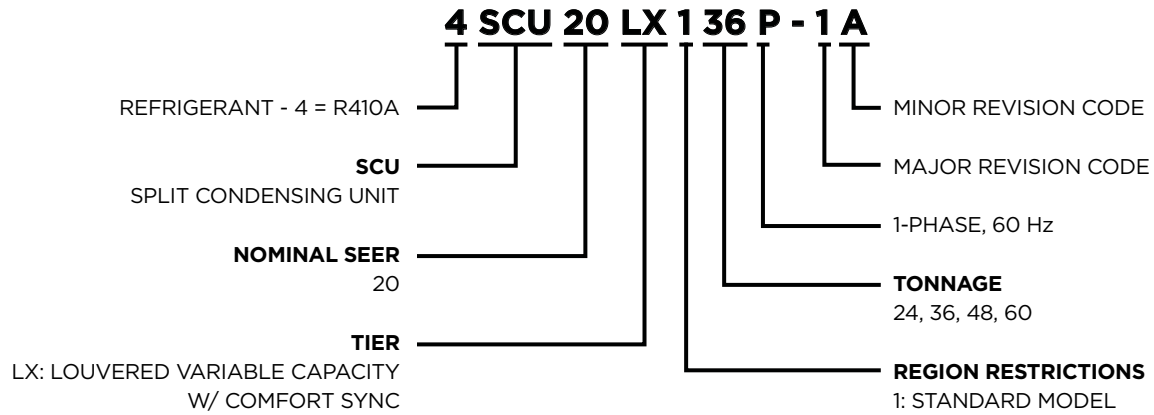 4 SCU 20 LX 1 36 P - 1 A
REFRIGERANT - 4 = R410A
SCU
SPLIT CONDENSING UNIT
NOMINAL SEER
20
TIER
LX: LOUVERED VARIABLE CAPACITY
W/ COMFORT SYNC
MINOR REVISION CODE
MAJOR REVISION CODE
1-PHASE, 60 Hz
TONNAGE
24, 36, 48, 60
REGION RESTRICTIONS
1: STANDARD MODEL